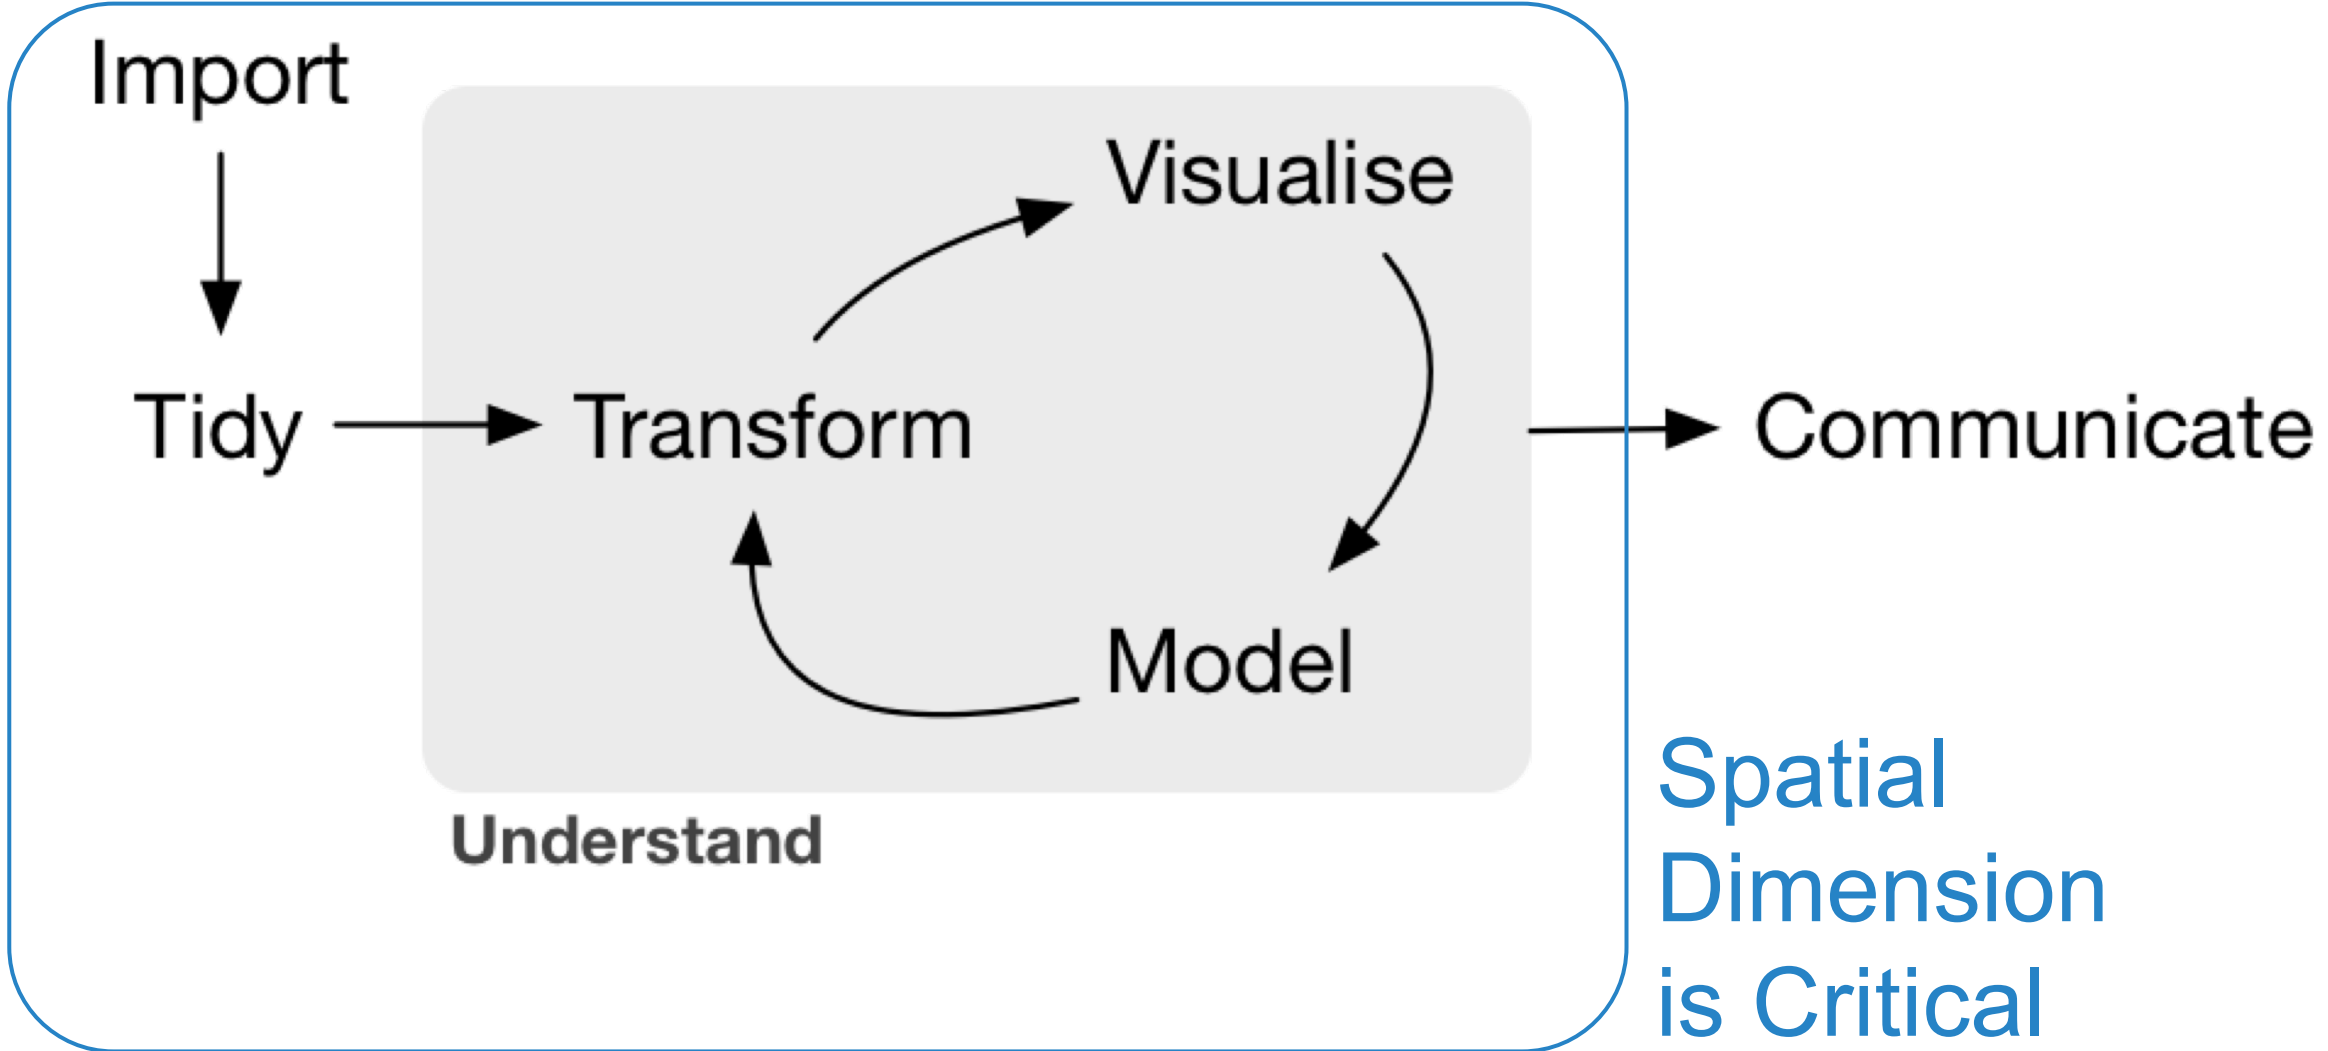 Import
Visualise
Tidy
Transform
Communicate
Model
Understand
Spatial
Dimension
is Critical